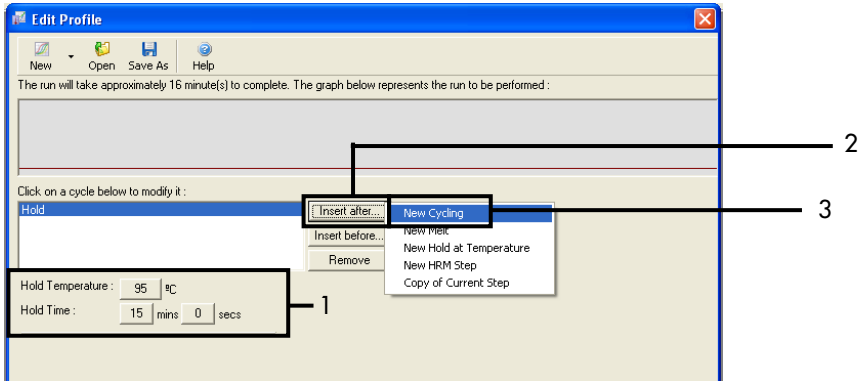 Edit Profile
New Open Save As Help
The run will take approximately 16 minute(s) to complete. The graph below represents the run to be performed :
2
Click on a cycle below to modify it :
Hold
Insert after...
New Cycling
3
Insert before...
New Melt
New Hold at Temperature
Remove
New HRM Step
Copy of Current Step
Hold Temperature : 95 ºC
Hold Time : 15 mins 0 secs
1